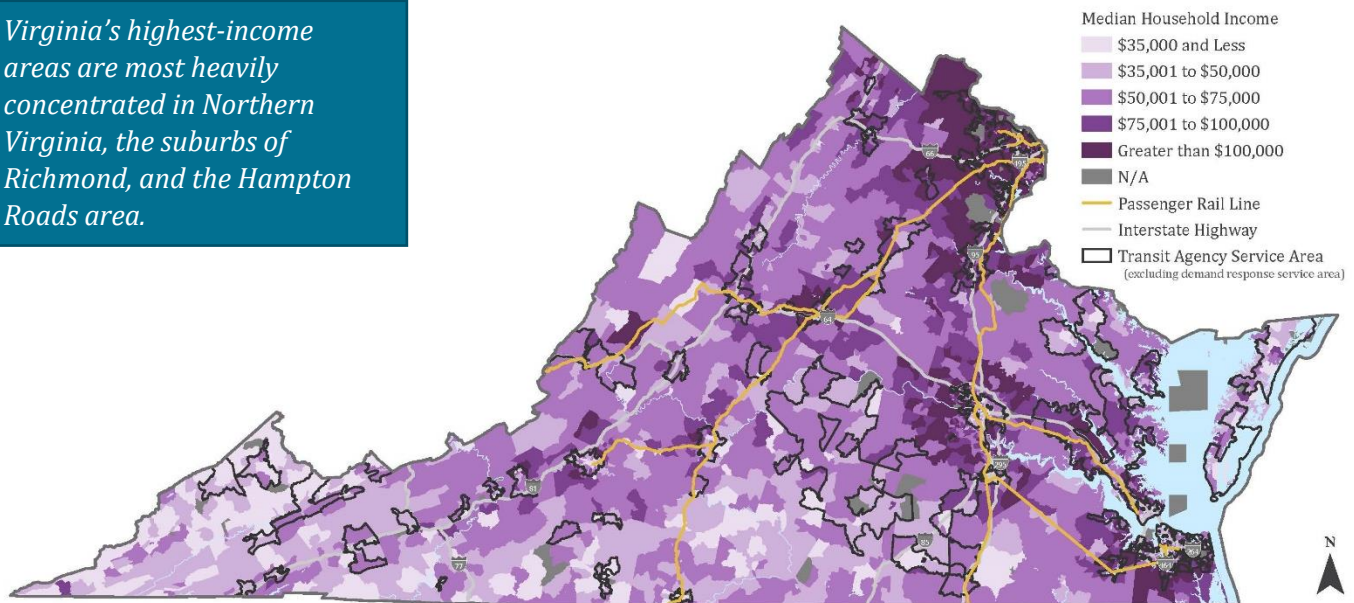 Virginia's highest-income
areas are most heavily
concentrated in Northern
Virginia, the suburbs of
Richmond, and the Hampton
Roads area.
Median Household Income
$35,000 and Less
$35,001 to $50,000
$50,001 to $75,000
$75,001 to $100,000
Greater than $100,000
N/A
Passenger Rail Line
Interstate Highway
Transit Agency Service Area
(excluding demand response service area)
66
495
95
64
295
81
85
77
264
N